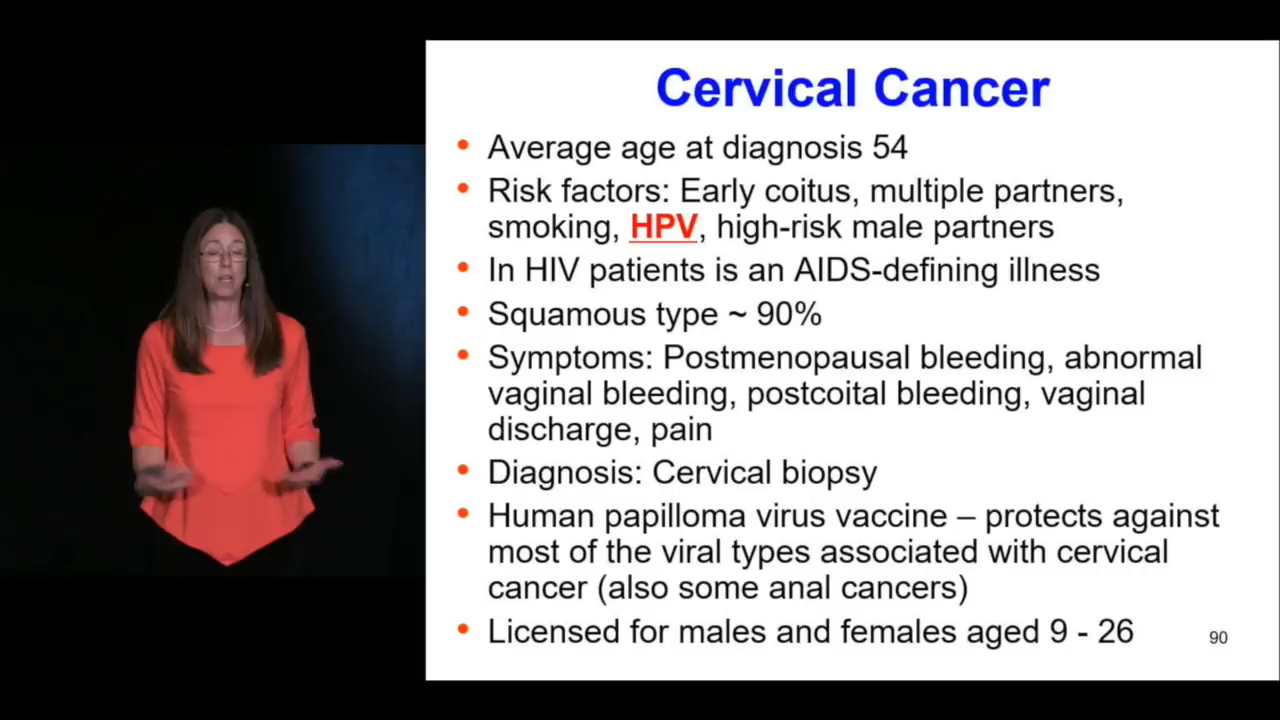 Cervical Cancer
• Average age at diagnosis 54
• Risk factors: Early coitus, multiple partners,
smoking, HPV, high-risk male partners
• In HIV patients is an AIDS-defining illness
• Squamous type ~ 90%
• Symptoms: Postmenopausal bleeding, abnormal
vaginal bleeding, postcoital bleeding, vaginal
discharge, pain
• Diagnosis: Cervical biopsy
• Human papilloma virus vaccine – protects against
most of the viral types associated with cervical
cancer (also some anal cancers)
• Licensed for males and females aged 9 - 26
90